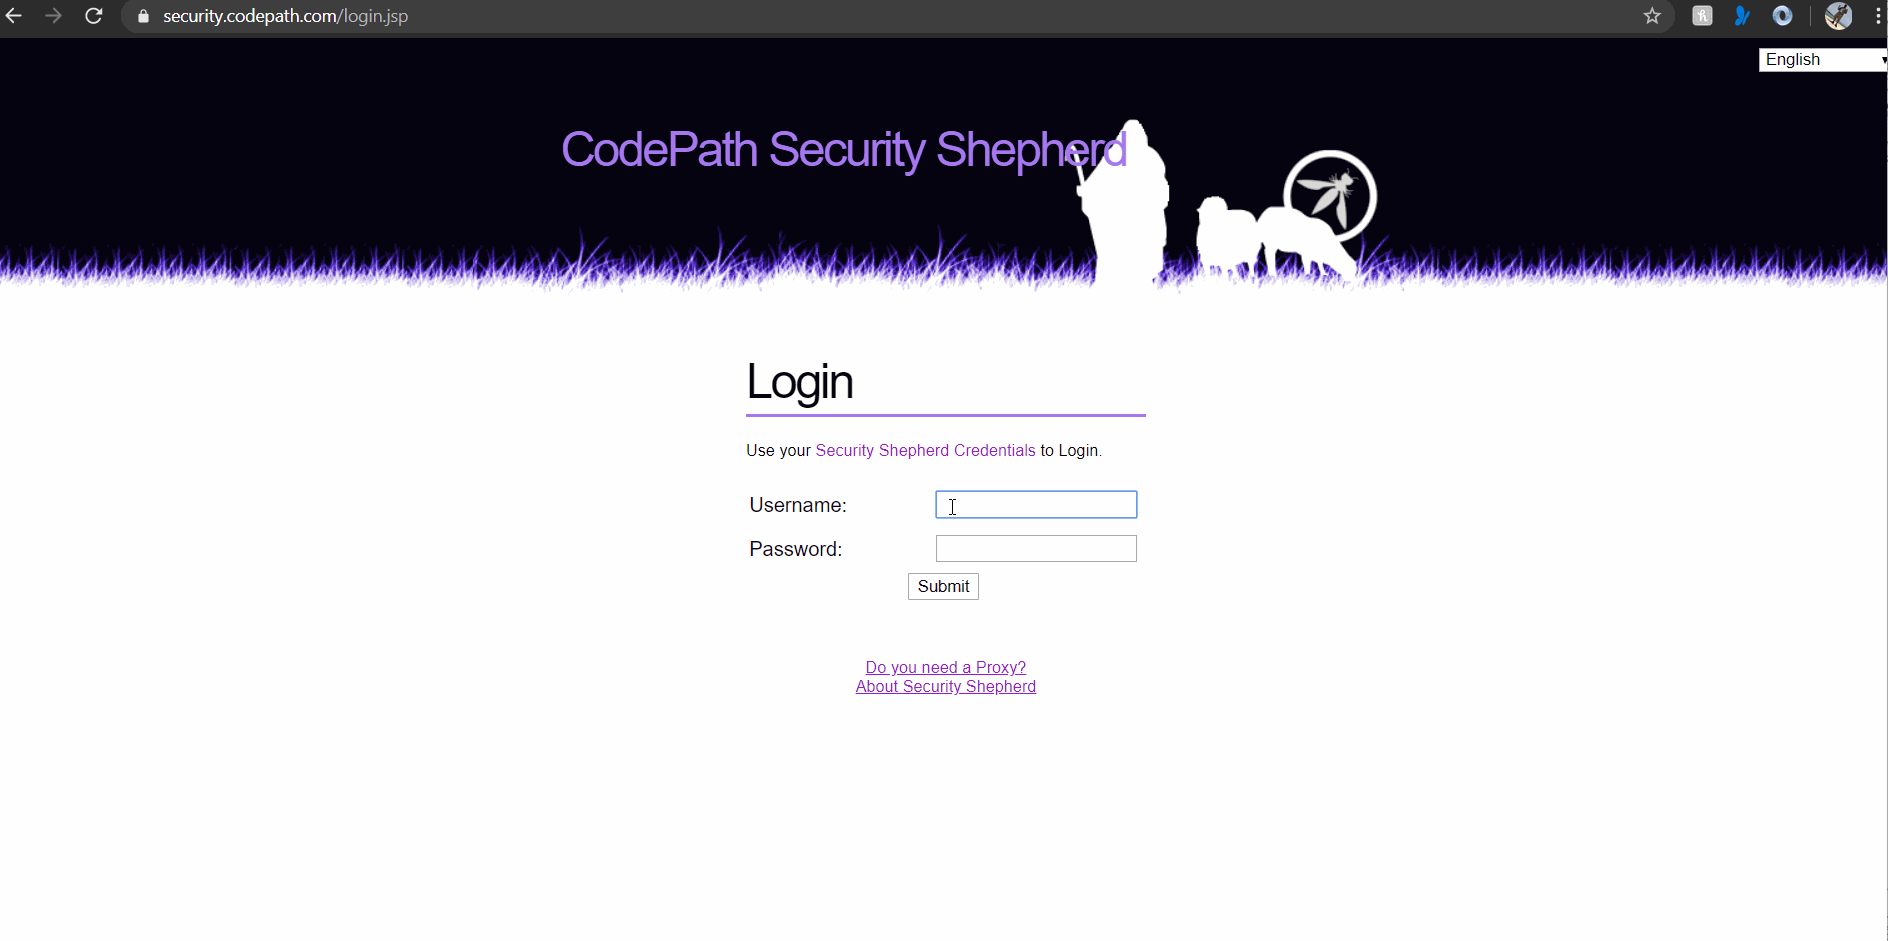 security.codepath.com/login.jsp
English
CodePath Security Shepherd
Login
Use your Security Shepherd Credentials to Login.
Username:
Password:
Submit
Do you need a Proxy?
About Security Shepherd